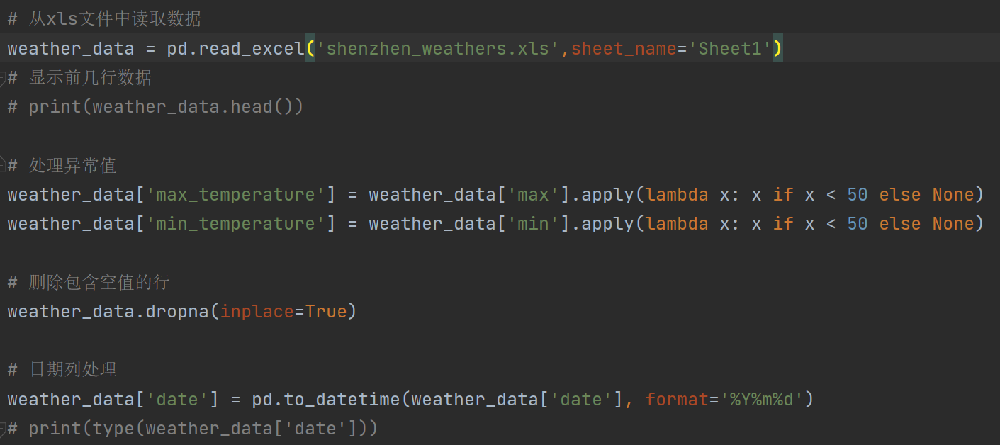 # 从xls文件中读取数据
weather_data = pd.read_excel('shenzhen_weathers.xls',sheet_name='Sheet1')
# 显示前几行数据
# print(weather_data.head())
# 处理异常值
weather_data['max_temperature'] = weather_data['max'].apply(lambda x: x if x < 50 else None)
weather_data['min_temperature'] = weather_data['min'].apply(lambda x: x if x < 50 else None)
# 删除包含空值的行
weather_data.dropna(inplace=True)
# 日期列处理
weather_data['date'] = pd.to_datetime(weather_data['date'], format='%Y%m%d')
# print(type(weather_data['date']))